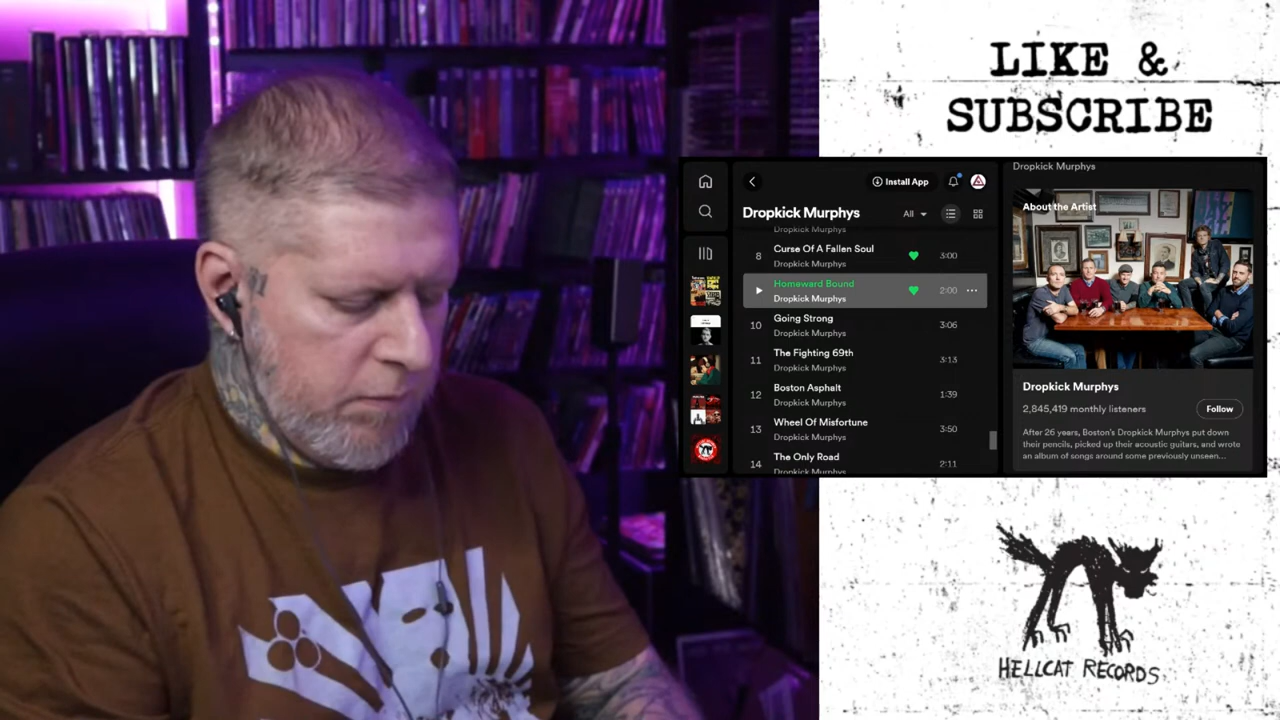 LIKE &
SUBSCRIBE
Dropkick Murphys
Install App
Dropkick Murphys
All
Dropkick Murphys
8 Curse Of A Fallen Soul 3:00
Dropkick Murphys
Homeward Bound 2:00
Dropkick Murphys
10 Going Strong 3:06
Dropkick Murphys
11 The Fighting 69th 3:13
Dropkick Murphys
12 Boston Asphalt 1:39
Dropkick Murphys
13 Wheel Of Misfortune 3:50
Dropkick Murphys
14 The Only Road 2:11
Dropkick Murphys
About the Artist
Dropkick Murphys
2,845,419 monthly listeners
Follow
After 26 years, Boston's Dropkick Murphys put down
their pencils, picked up their acoustic guitars, and wrote
an album of songs around some previously unseen...
HELLCAT RECORDS